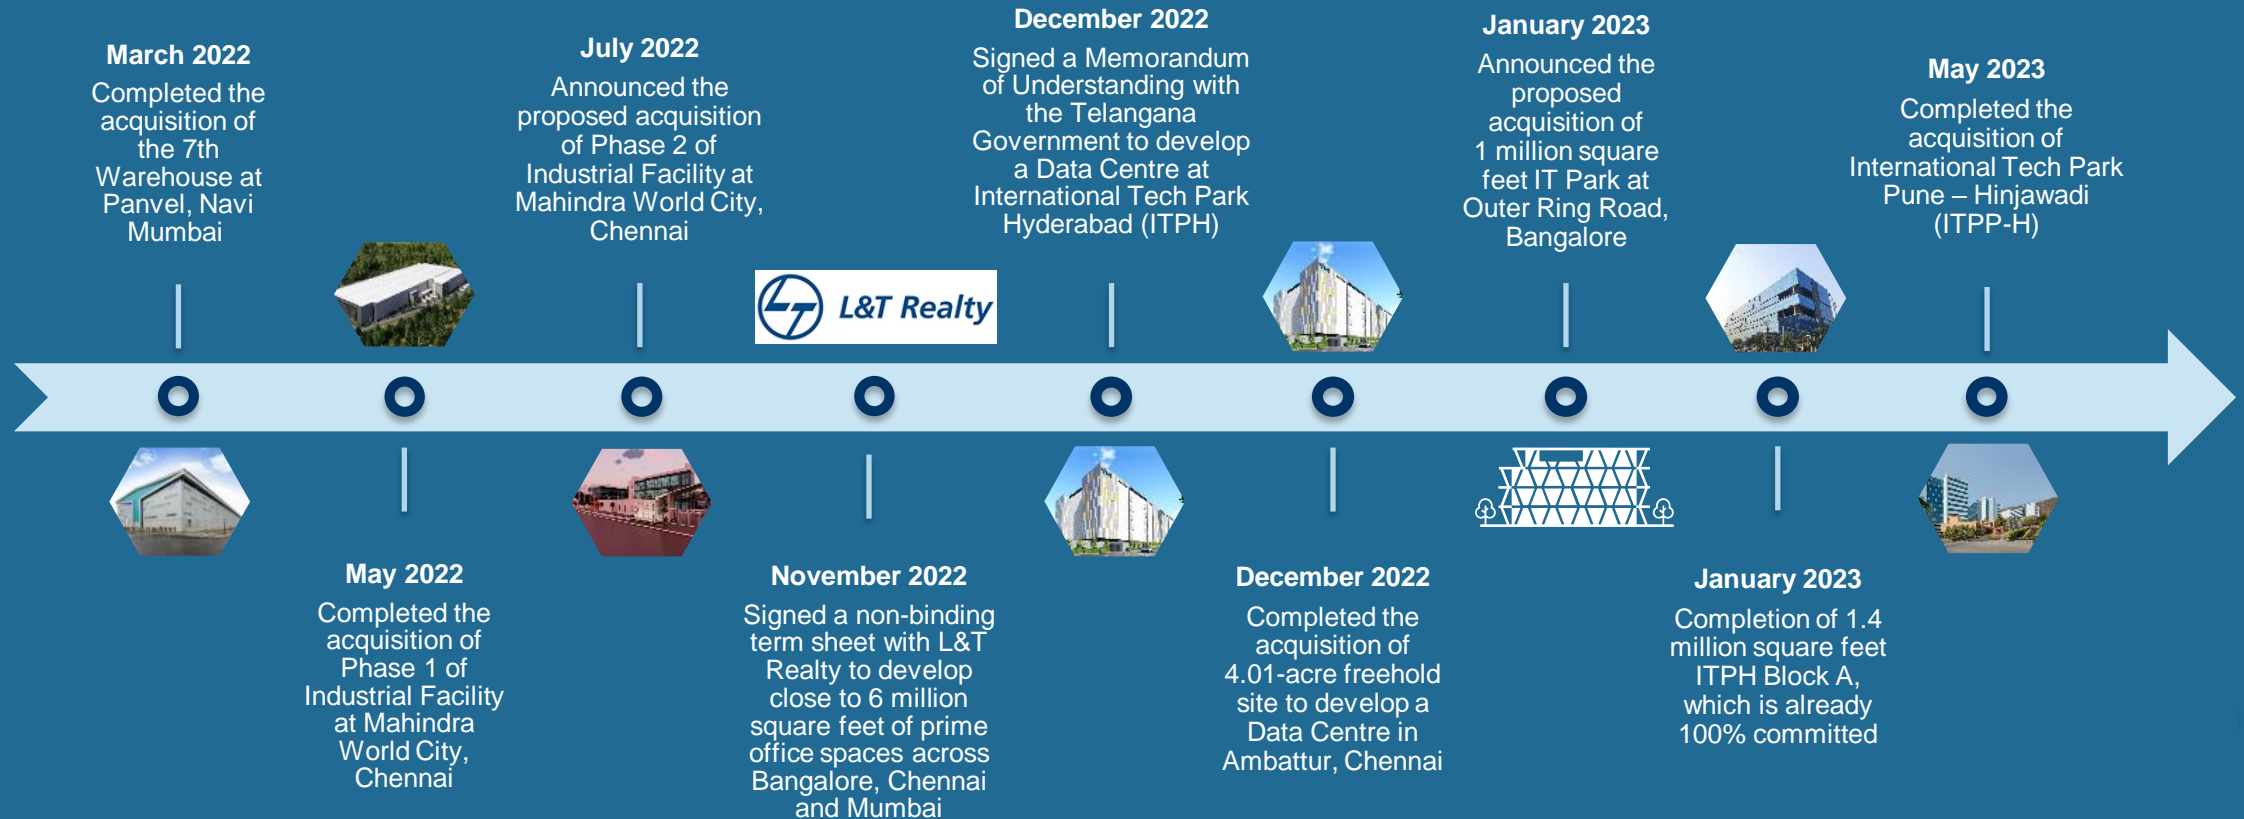 March 2022
Completed the
acquisition of
the 7th
Warehouse at
Panvel, Navi
Mumbai
May 2022
Completed the
acquisition of
Phase 1 of
Industrial Facility
at Mahindra
World City,
Chennai
July 2022
Announced the
proposed acquisition
of Phase 2 of
Industrial Facility at
Mahindra World City,
Chennai
L&T Realty
November 2022
Signed a non-binding
term sheet with L&T
Realty to develop
close to 6 million
square feet of prime
office spaces across
Bangalore, Chennai
and Mumbai
December 2022
Signed a Memorandum
of Understanding with
the Telangana
Government to develop
a Data Centre at
International Tech Park
Hyderabad (ITPH)
December 2022
Completed the
acquisition of
4.01-acre freehold
site to develop a
Data Centre in
Ambattur, Chennai
January 2023
Announced the
proposed
acquisition of
1 million square
feet IT Park at
Outer Ring Road,
Bangalore
January 2023
Completion of 1.4
million square feet
ITPH Block A,
which is already
100% committed
May 2023
Completed the
acquisition of
International Tech Park
Pune – Hinjawadi
(ITPP-H)